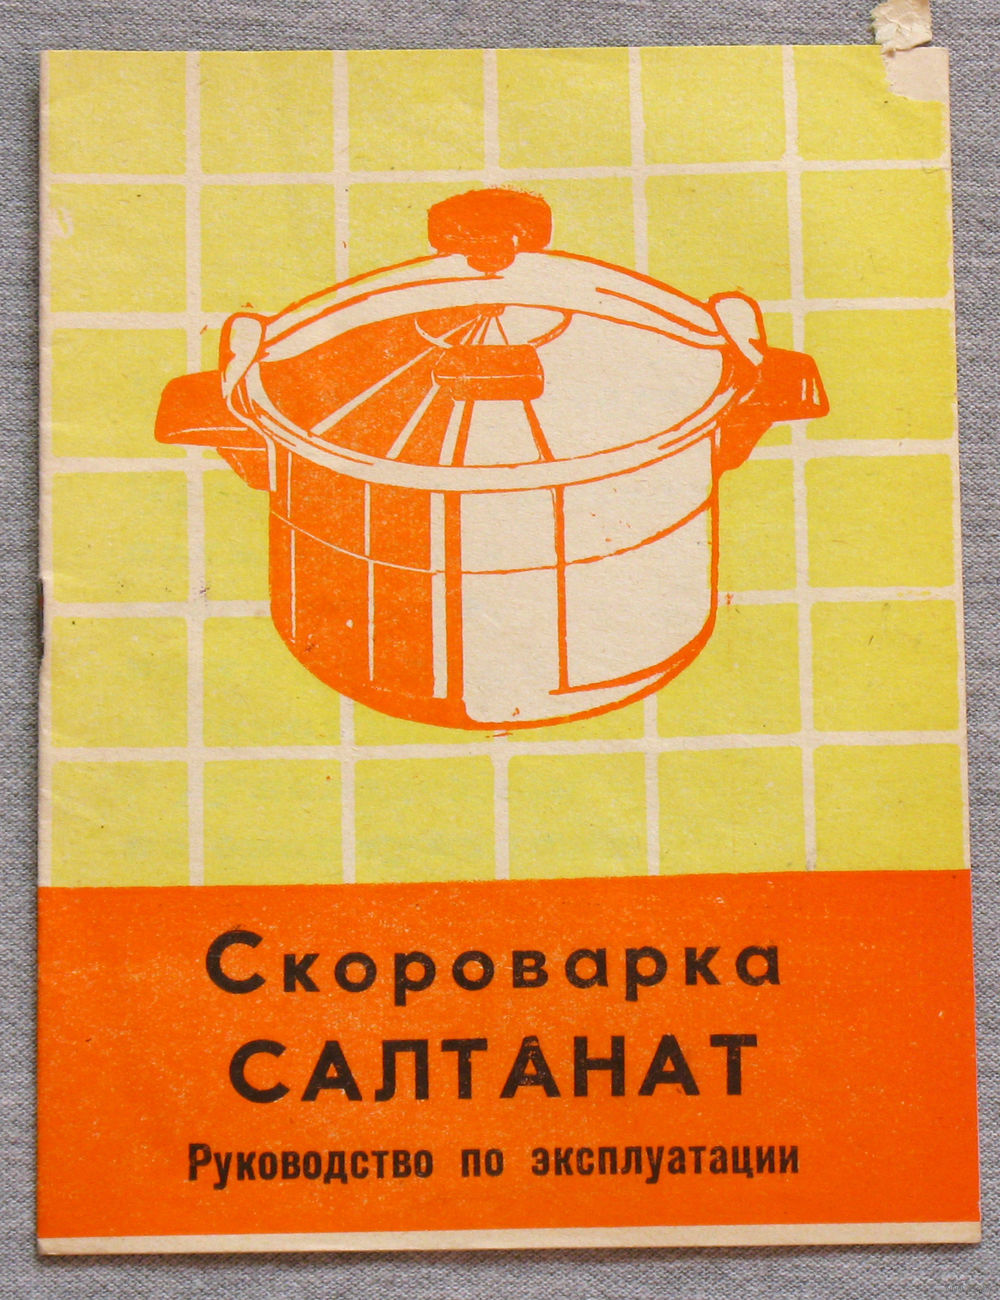 Скороварка
САЛТАНАТ
Руководство по эксплуатации